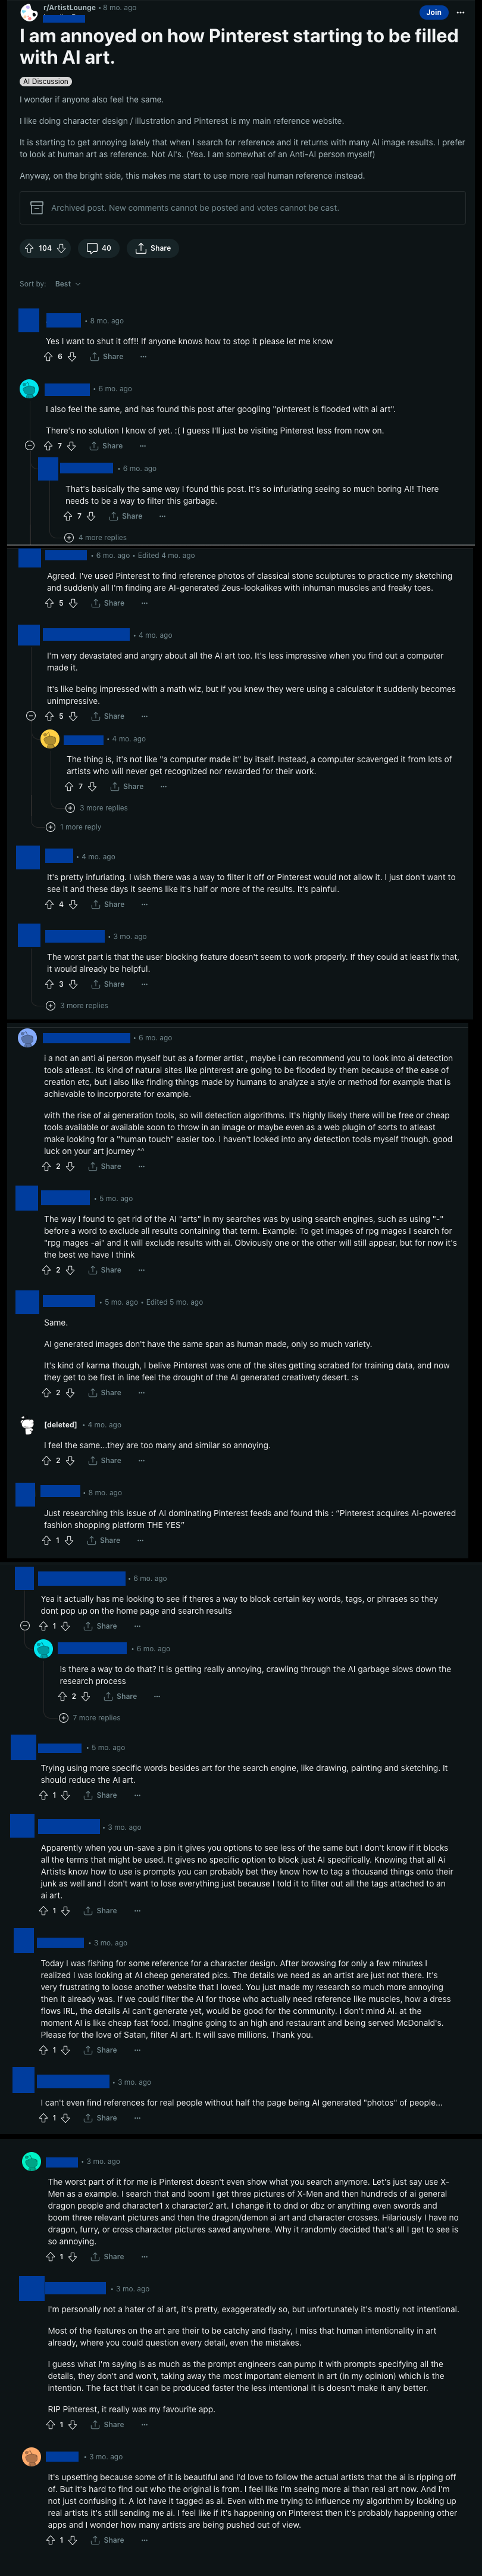 r/ArtistLounge • 8 mo. ago
Join
I am annoyed on how Pinterest starting to be filled
with AI art.
AI Discussion
I wonder if anyone also feel the same.
I like doing character design / illustration and Pinterest is my main reference website.
It is starting to get annoying lately that when I search for reference and it returns with many AI image results. I prefer
to look at human art as reference. Not AI's. (Yea. I am somewhat of an Anti-AI person myself)
Anyway, on the bright side, this makes me start to use more real human reference instead.
Archived post. New comments cannot be posted and votes cannot be cast.
104
40
Share
Sort by: Best
• 8 mo. ago
Yes I want to shut it off!! If anyone knows how to stop it please let me know
6 Share
• 6 mo. ago
I also feel the same, and has found this post after googling "pinterest is flooded with ai art".
There's no solution I know of yet. :( I guess I'll just be visiting Pinterest less from now on.
7 Share
• 6 mo. ago
That's basically the same way I found this post. It's so infuriating seeing so much boring AI! There
needs to be a way to filter this garbage.
7 Share
4 more replies
• 6 mo. ago • Edited 4 mo. ago
Agreed. I've used Pinterest to find reference photos of classical stone sculptures to practice my sketching
and suddenly all I'm finding are AI-generated Zeus-lookalikes with inhuman muscles and freaky toes.
5 Share
• 4 mo. ago
I'm very devastated and angry about all the AI art too. It's less impressive when you find out a computer
made it.
It's like being impressed with a math wiz, but if you knew they were using a calculator it suddenly becomes
unimpressive.
5 Share
• 4 mo. ago
The thing is, it's not like "a computer made it" by itself. Instead, a computer scavenged it from lots of
artists who will never get recognized nor rewarded for their work.
7 Share
3 more replies
1 more reply
• 4 mo. ago
It's pretty infuriating. I wish there was a way to filter it off or Pinterest would not allow it. I just don't want to
see it and these days it seems like it's half or more of the results. It's painful.
4 Share
• 3 mo. ago
The worst part is that the user blocking feature doesn't seem to work properly. If they could at least fix that,
it would already be helpful.
3 Share
3 more replies
• 6 mo. ago
i a not an anti ai person myself but as a former artist , maybe i can recommend you to look into ai detection
tools atleast. its kind of natural sites like pinterest are going to be flooded by them because of the ease of
creation etc, but i also like finding things made by humans to analyze a style or method for example that is
achievable to incorporate for example.
with the rise of ai generation tools, so will detection algorithms. It's highly likely there will be free or cheap
tools available or available soon to throw in an image or maybe even as a web plugin of sorts to atleast
make looking for a "human touch" easier too. I haven't looked into any detection tools myself though. good
luck on your art journey ^^
2 Share
• 5 mo. ago
The way I found to get rid of the AI "arts" in my searches was by using search engines, such as using "-"
before a word to exclude all results containing that term. Example: To get images of rpg mages I search for
"rpg mages -ai" and it will exclude results with ai. Obviously one or the other will still appear, but for now it's
the best we have I think
2 Share
• 5 mo. ago • Edited 5 mo. ago
Same.
AI generated images don't have the same span as human made, only so much variety.
It's kind of karma though, I belive Pinterest was one of the sites getting scrabed for training data, and now
they get to be first in line feel the drought of the AI generated creativety desert. :s
2 Share
[deleted] • 4 mo. ago
I feel the same...they are too many and similar so annoying.
2 Share
• 8 mo. ago
Just researching this issue of AI dominating Pinterest feeds and found this : "Pinterest acquires AI-powered
fashion shopping platform THE YES"
1 Share
• 6 mo. ago
Yea it actually has me looking to see if theres a way to block certain key words, tags, or phrases so they
dont pop up on the home page and search results
1 Share
• 6 mo. ago
Is there a way to do that? It is getting really annoying, crawling through the AI garbage slows down the
research process
2 Share
7 more replies
• 5 mo. ago
Trying using more specific words besides art for the search engine, like drawing, painting and sketching. It
should reduce the AI art.
1 Share
• 3 mo. ago
Apparently when you un-save a pin it gives you options to see less of the same but I don't know if it blocks
all the terms that might be used. It gives no specific option to block just AI specifically. Knowing that all Ai
Artists know how to use is prompts you can probably bet they know how to tag a thousand things onto their
junk as well and I don't want to lose everything just because I told it to filter out all the tags attached to an
ai art.
1 Share
• 3 mo. ago
Today I was fishing for some reference for a character design. After browsing for only a few minutes I
realized I was looking at AI cheep generated pics. The details we need as an artist are just not there. It's
very frustrating to loose another website that I loved. You just made my research so much more annoying
then it already was. If we could filter the AI for those who actually need reference like muscles, how a dress
flows IRL, the details AI can't generate yet, would be good for the community. I don't mind AI. at the
moment AI is like cheap fast food. Imagine going to an high end restaurant and being served McDonald's.
Please for the love of Satan, filter AI art. It will save millions. Thank you.
1 Share
• 3 mo. ago
I can't even find references for real people without half the page being AI generated "photos" of people...
1 Share
• 3 mo. ago
The worst part of it for me is Pinterest doesn't even show what you search anymore. Let's just say use X-
Men as a example. I search that and boom I get three pictures of X-Men and then hundreds of ai general
dragon people and character1 x character2 art. I change it to dnd or dbz or anything even swords and
boom three relevant pictures and then the dragon/demon ai art and character crosses. Hilariously I have no
dragon, furry, or cross character pictures saved anywhere. Why it randomly decided that's all I get to see is
so annoying.
1 Share
• 3 mo. ago
I'm personally not a hater of ai art, it's pretty, exaggeratedly so, but unfortunately it's mostly not intentional.
Most of the features on the art are their to be catchy and flashy, I miss that human intentionality in art
already, where you could question every detail, even the mistakes.
I guess what I'm saying is as much as the prompt engineers can pump it with prompts specifying all the
details, they don't and won't, taking away the most important element in art (in my opinion) which is the
intention. The fact that it can be produced faster the less intentional it is doesn't make it any better.
RIP Pinterest, it really was my favourite app.
1 Share
• 3 mo. ago
It's upsetting because some of it is beautiful and I'd love to follow the actual artists that the ai is ripping off
of. But it's hard to find out who the original is from. I feel like I'm seeing more ai than real art now. And I'm
not just confusing it. A lot have it tagged as ai. Even with me trying to influence my algorithm by looking up
real artists it's still sending me ai. I feel like if it's happening on Pinterest then it's probably happening other
apps and I wonder how many artists are being pushed out of view.
1 Share